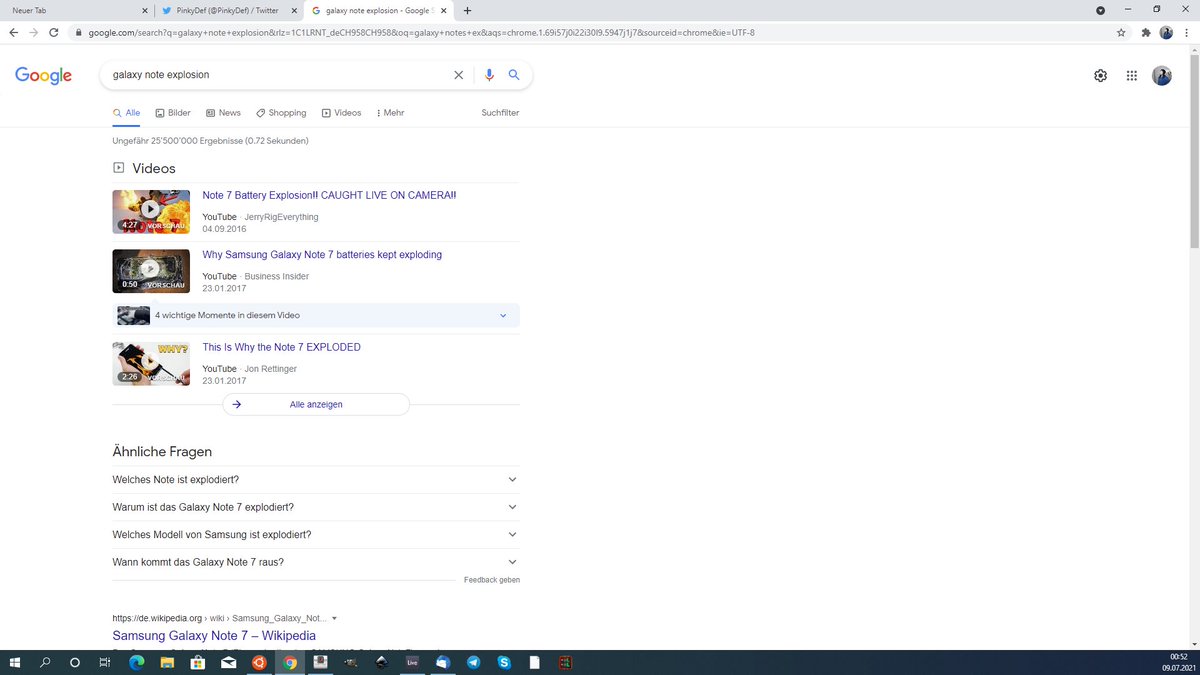 Neuer Tab
PinkyDef (@PinkyDef) / Twitter
galaxy note explosion - Google S
google.com/search?q=galaxy+note+explosion&rlz=1C1LRNT_deCH958CH958&oq=galaxy+notes+ex&aqs=chrome.1.69i57j0i22i30l9.5947j1j7&sourceid=chrome&ie=UTF-8
Google
galaxy note explosion
Alle
Bilder
News
Shopping
Videos
Mehr
Suchfilter
Ungefähr 25'500'000 Ergebnisse (0.72 Sekunden)
Videos
Note 7 Battery Explosion!! CAUGHT LIVE ON CAMERA!!
YouTube · JerryRigEverything
04.09.2016
4:27 VORSCHAU
Why Samsung Galaxy Note 7 batteries kept exploding
YouTube · Business Insider
23.01.2017
0:50 VORSCHAU
4 wichtige Momente in diesem Video
This Is Why the Note 7 EXPLODED
YouTube · Jon Rettinger
23.01.2017
WHY?
2:26 VORSCHAU
Alle anzeigen
Ähnliche Fragen
Welches Note ist explodiert?
Warum ist das Galaxy Note 7 explodiert?
Welches Modell von Samsung ist explodiert?
Wann kommt das Galaxy Note 7 raus?
Feedback geben
https://de.wikipedia.org › wiki › Samsung_Galaxy_Not...
Samsung Galaxy Note 7 – Wikipedia
Live
00:52
09.07.2021